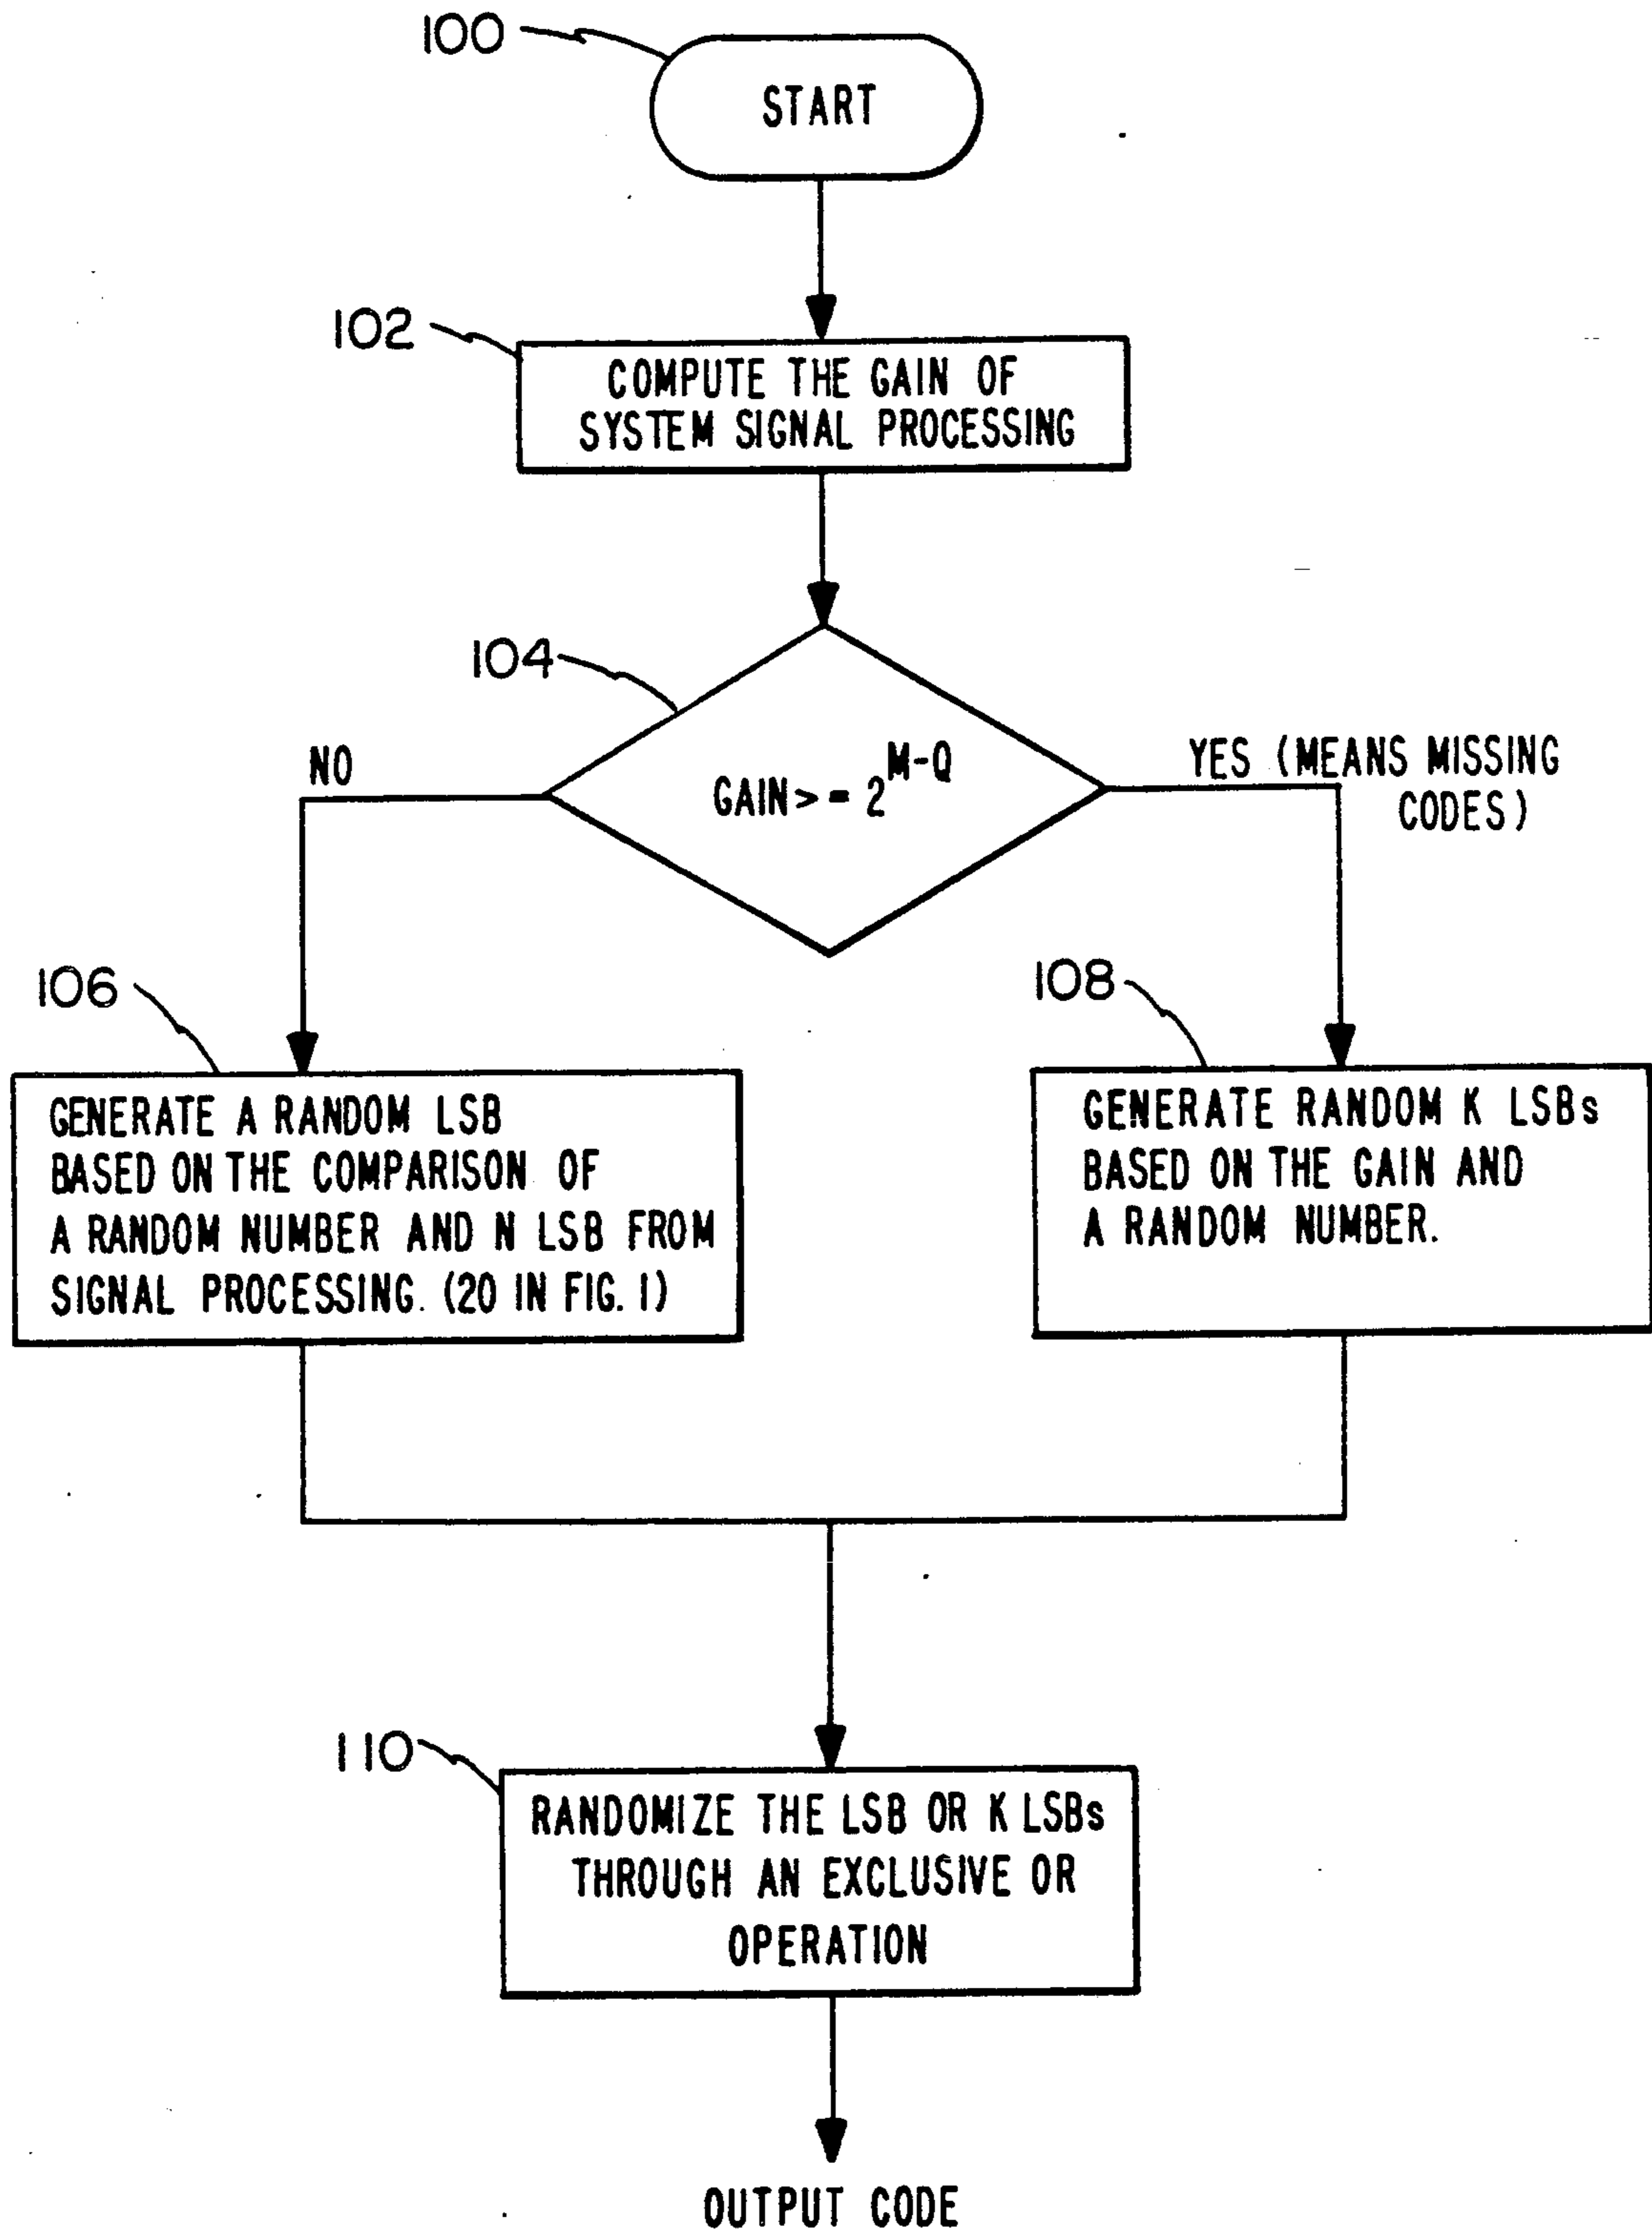 100
START
102
COMPUTE THE GAIN OF
SYSTEM SIGNAL PROCESSING
104
GAIN >= 2^M-Q
NO
YES (MEANS MISSING
CODES)
106
GENERATE A RANDOM LSB
BASED ON THE COMPARISON OF
A RANDOM NUMBER AND N LSB FROM
SIGNAL PROCESSING. (20 IN FIG. 1)
108
GENERATE RANDOM K LSBs
BASED ON THE GAIN AND
A RANDOM NUMBER.
110
RANDOMIZE THE LSB OR K LSBs
THROUGH AN EXCLUSIVE OR
OPERATION
OUTPUT CODE